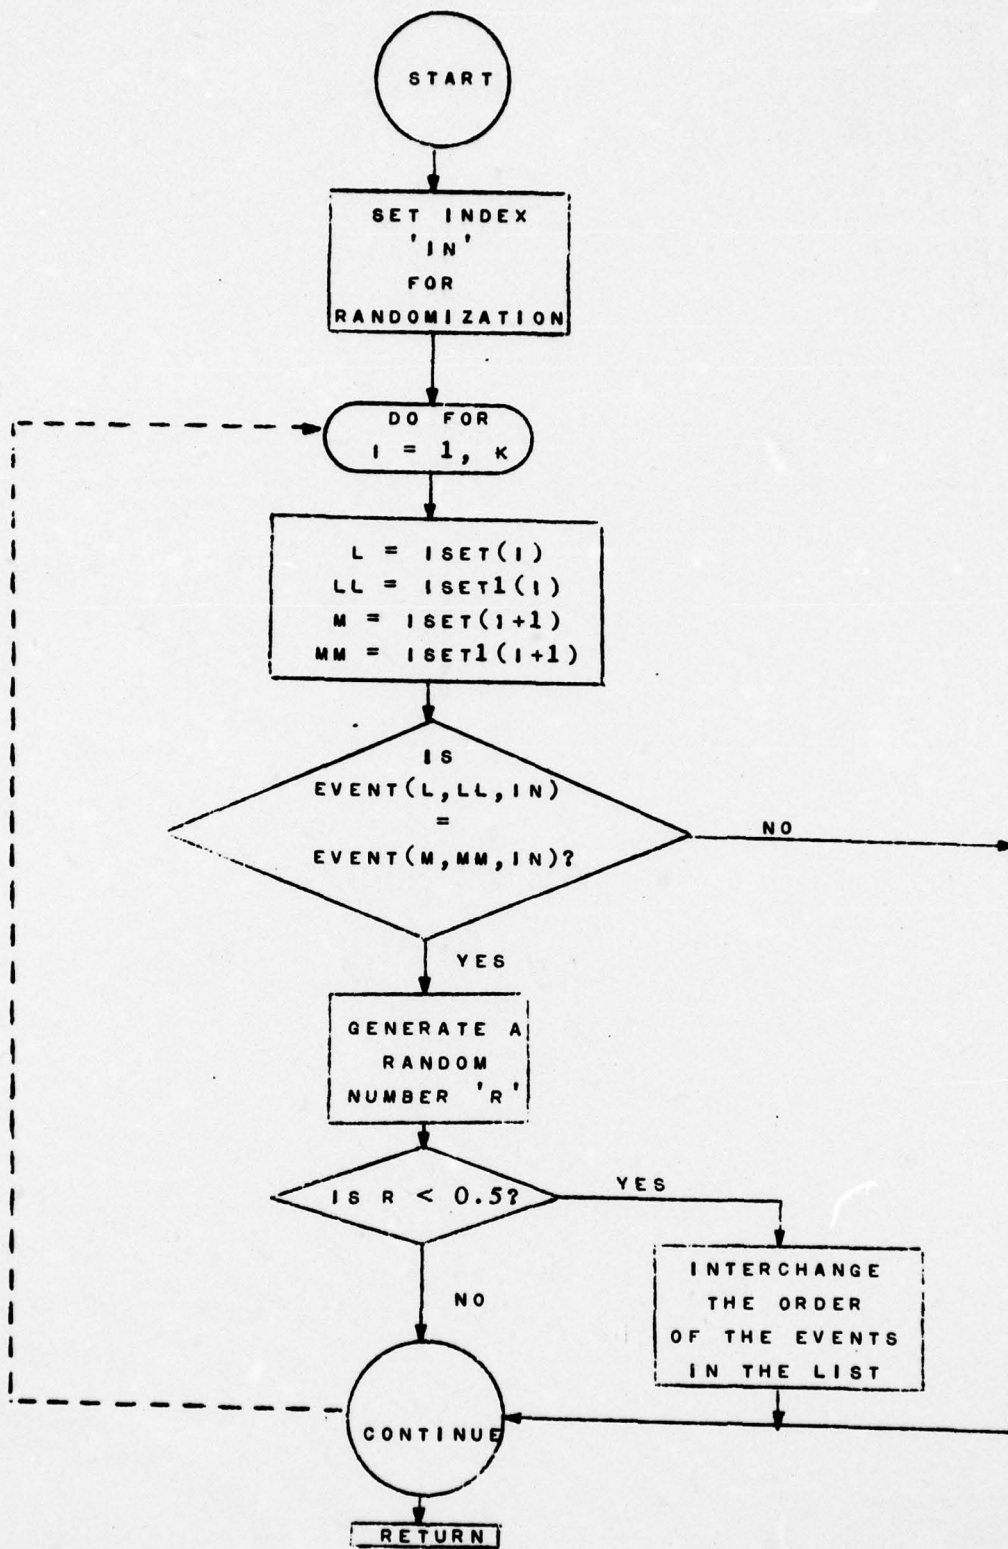 START
SET INDEX
'IN'
FOR
RANDOMIZATION
DO FOR
I = 1, K
L = ISET(I)
LL = ISET1(I)
M = ISET(I+1)
MM = ISET1(I+1)
IS
EVENT(L,LL,IN)
=
EVENT(M,MM,IN)?
NO
YES
GENERATE A
RANDOM
NUMBER 'R'
IS R < 0.5?
YES
NO
INTERCHANGE
THE ORDER
OF THE EVENTS
IN THE LIST
CONTINUE
RETURN